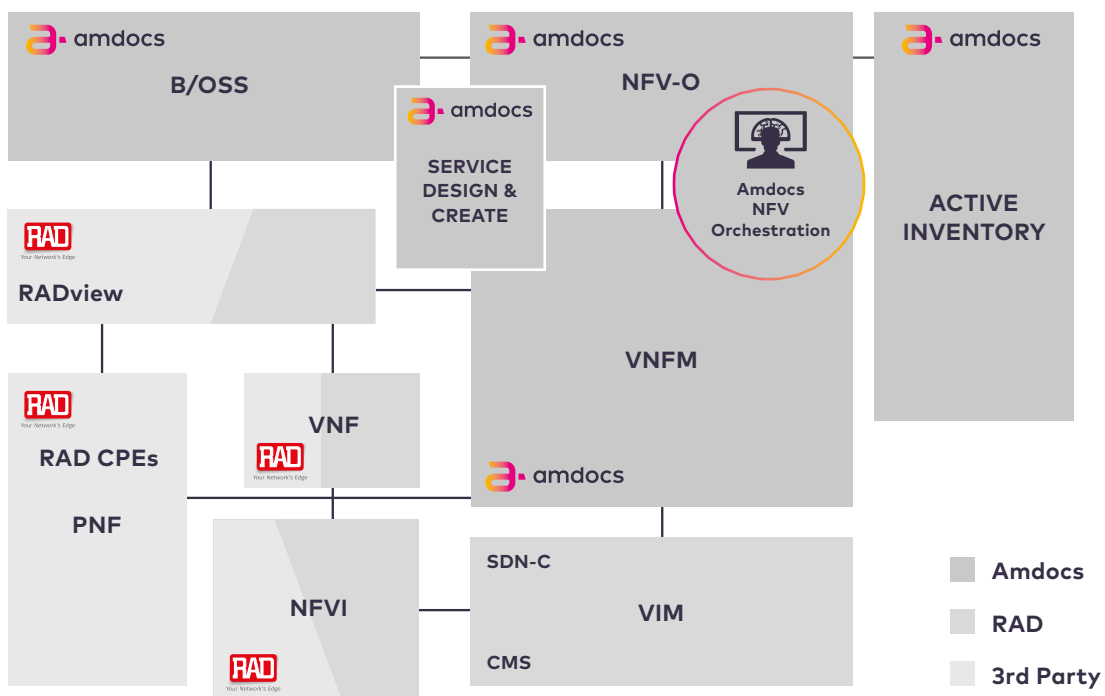 amdocs
B/OSS
amdocs
NFV-O
amdocs
ACTIVE
INVENTORY
amdocs
SERVICE
DESIGN &
CREATE
Amdocs
NFV
Orchestration
RAD
Your Network's Edge
RADview
VNFM
amdocs
RAD
Your Network's Edge
RAD CPEs
PNF
VNF
RAD
Your Network's Edge
NFVI
RAD
Your Network's Edge
SDN-C
VIM
CMS
Amdocs
RAD
3rd Party